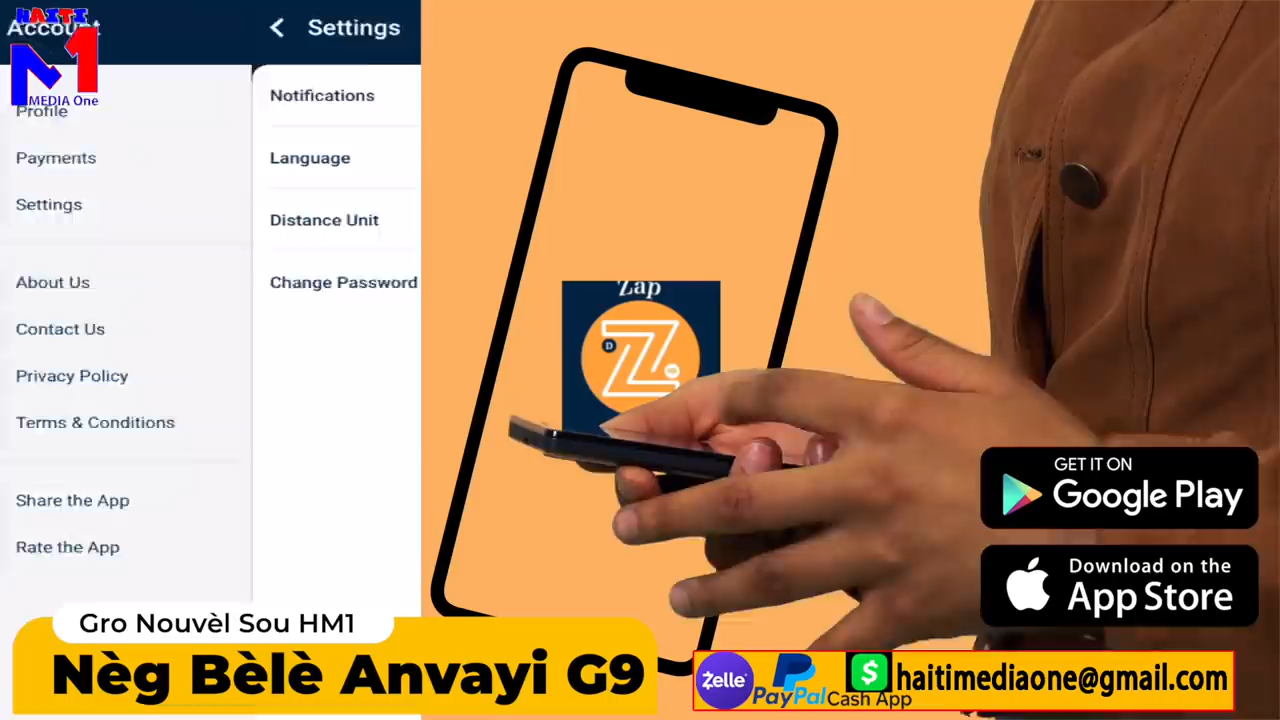 HAITI
M1
MEDIA One
Account
Profile
Payments
Settings
About Us
Contact Us
Privacy Policy
Terms & Conditions
Share the App
Rate the App
Settings
Notifications
Language
Distance Unit
Change Password
Zap
D
Z
GET IT ON
Google Play
Download on the
App Store
Gro Nouvèl Sou HM1
Nèg Bèlè Anvayi G9
Zelle
PayPal
$
Cash App
haitimediaone@gmail.com